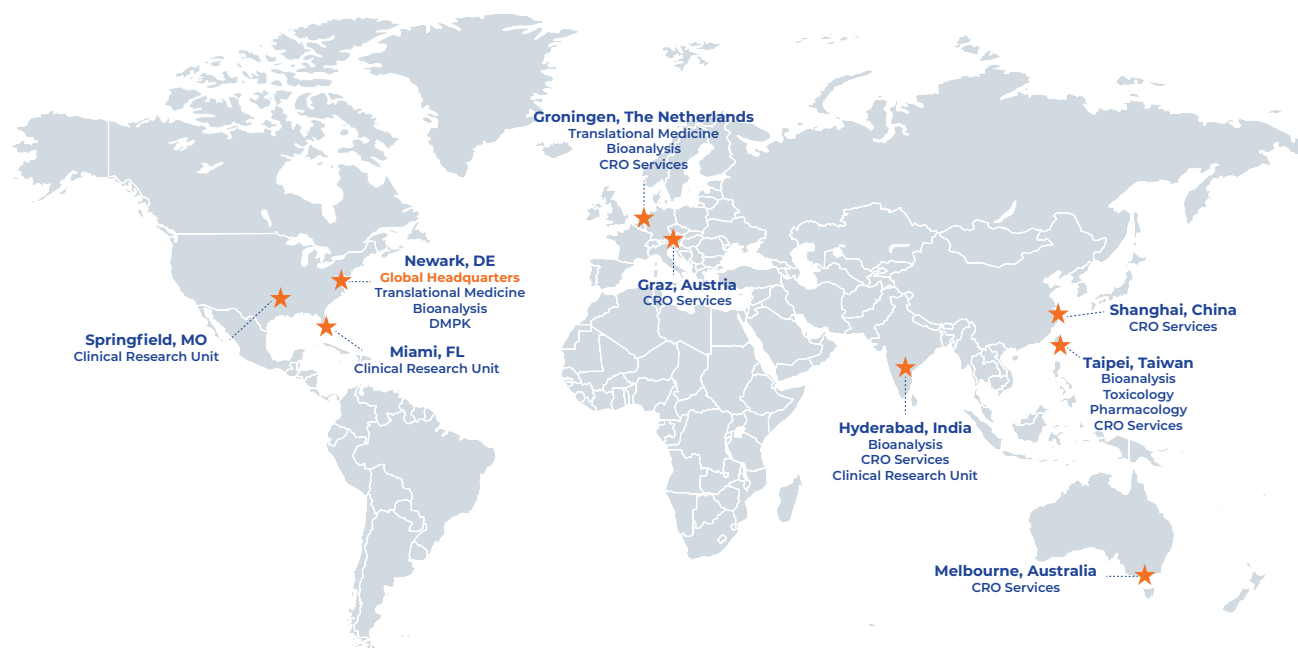 Groningen, The Netherlands
Translational Medicine
Bioanalysis
CRO Services
Newark, DE
Global Headquarters
Translational Medicine
Bioanalysis
DMPK
Graz, Austria
CRO Services
Springfield, MO
Clinical Research Unit
Miami, FL
Clinical Research Unit
Shanghai, China
CRO Services
Taipei, Taiwan
Bioanalysis
Toxicology
Pharmacology
CRO Services
Hyderabad, India
Bioanalysis
CRO Services
Clinical Research Unit
Melbourne, Australia
CRO Services